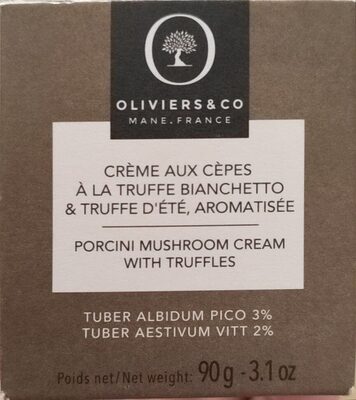 OLIVIERS&CO
MANE.FRANCE
CRÈME AUX CÈPES
À LA TRUFFE BIANCHETTO
& TRUFFE D'ÉTÉ, AROMATISÉE
PORCINI MUSHROOM CREAM
WITH TRUFFLES
TUBER ALBIDUM PICO 3%
TUBER AESTIVUM VITT 2%
Poids net/Net weight: 90g - 3.1 oz